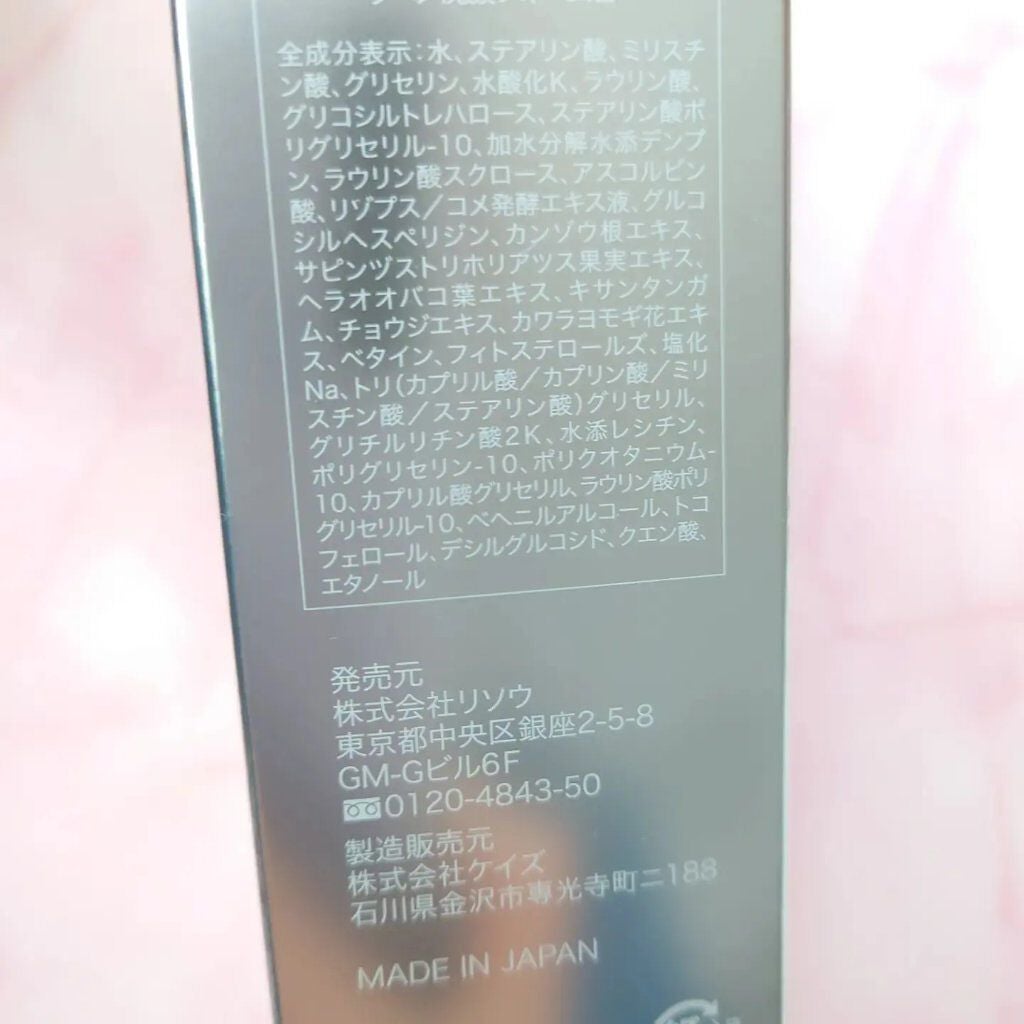 全成分表示：水、ステアリン酸、ミリスチ
ン酸、グリセリン、水酸化K、ラウリン酸、
グリコシルトレハロース、ステアリン酸ポ
リグリセリル-10、加水分解水添デンプ
ン、ラウリン酸スクロース、アスコルビン
酸、リゾプス／コメ発酵エキス液、グルコ
シルヘスペリジン、カンゾウ根エキス、
サピンヅストリホリアツス果実エキス、
ヘラオオバコ葉エキス、キサンタンガ
ム、チョウジエキス、カワラヨモギ花エキ
ス、ベタイン、フィトステロールズ、塩化
Na、トリ(カプリル酸／カプリン酸／ミリ
スチン酸／ステアリン酸)グリセリル、
グリチルリチン酸2K、水添レシチン、
ポリグリセリン-10、ポリクオタニウム-
10、カプリル酸グリセリル、ラウリン酸ポリ
グリセリル-10、ベヘニルアルコール、トコ
フェロール、デシルグルコシド、クエン酸、
エタノール
発売元
株式会社リソウ
東京都中央区銀座2-5-8
GM-Gビル6F
0120-4843-50
製造販売元
株式会社ケイズ
石川県金沢市専光寺町ニ188
MADE IN JAPAN